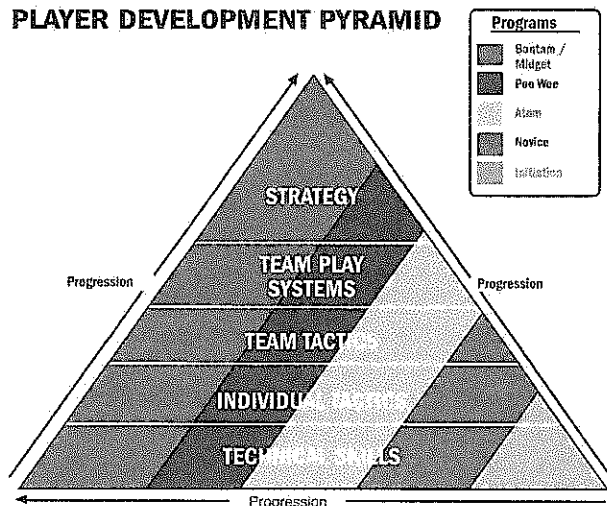 PLAYER DEVELOPMENT PYRAMID
Programs
Bantam /
Midget
Pee Wee
Atom
Novice
Initiation
STRATEGY
TEAM PLAY
SYSTEMS
Progression
Progression
TEAM TACTICS
INDIVIDUAL TACTICS
TECHNICAL SKILLS
Progression